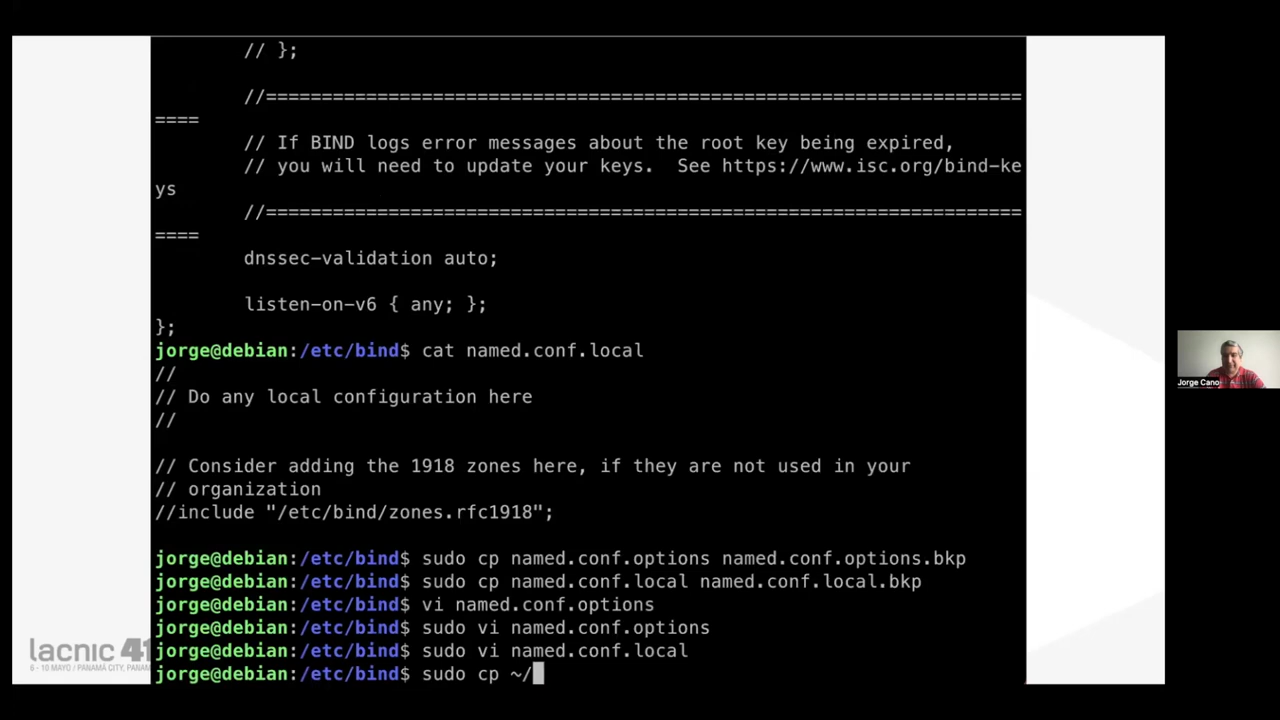 // };
//====================================================================
====
// If BIND logs error messages about the root key being expired,
// you will need to update your keys.  See https://www.isc.org/bind-ke
ys
//====================================================================
====
dnssec-validation auto;
listen-on-v6 { any; };
};
jorge@debian:/etc/bind$ cat named.conf.local
//
// Do any local configuration here
//
// Consider adding the 1918 zones here, if they are not used in your
// organization
//include "/etc/bind/zones.rfc1918";
jorge@debian:/etc/bind$ sudo cp named.conf.options named.conf.options.bkp
jorge@debian:/etc/bind$ sudo cp named.conf.local named.conf.local.bkp
jorge@debian:/etc/bind$ vi named.conf.options
jorge@debian:/etc/bind$ sudo vi named.conf.options
jorge@debian:/etc/bind$ sudo vi named.conf.local
jorge@debian:/etc/bind$ sudo cp ~/
lacnic 41
6 - 10 MAYO / PANAMÁ CITY,
Jorge Cano